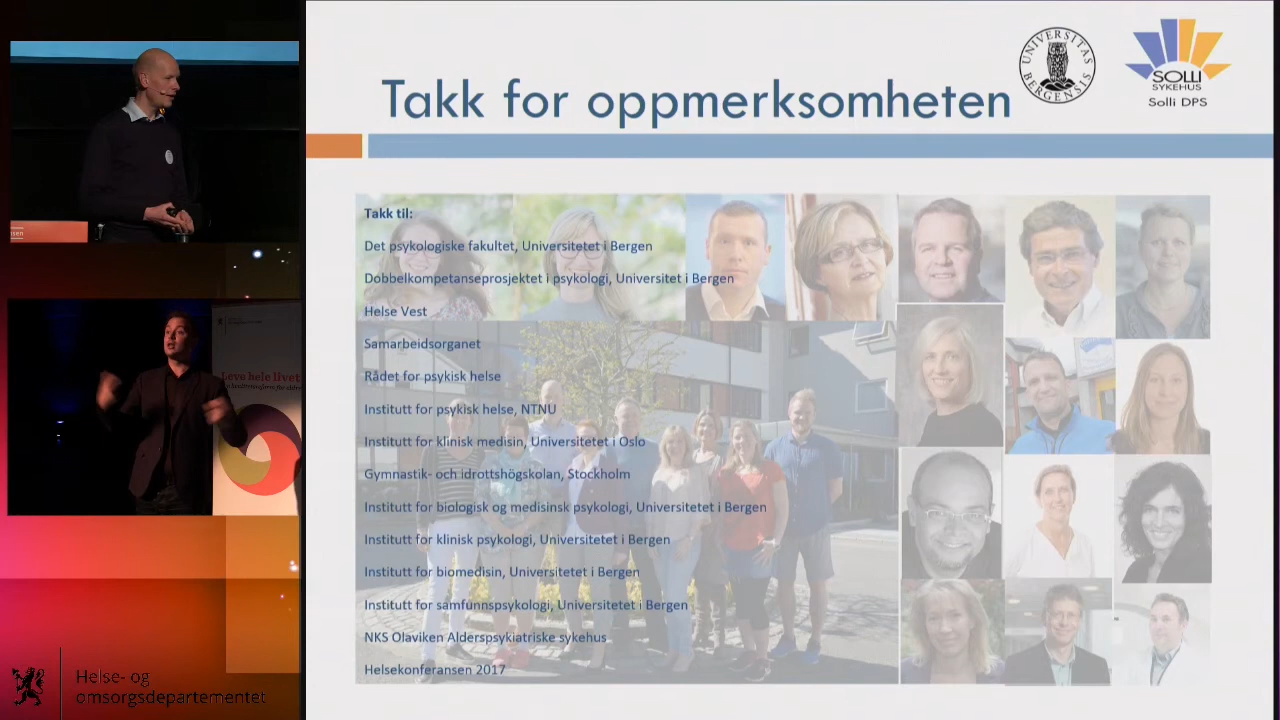 Takk for oppmerksomheten
UNIVERSITAS BERGENSIS
SOLLI
SYKEHUS
Solli DPS
Takk til:
Det psykologiske fakultet, Universitetet i Bergen
Dobbelkompetanseprosjektet i psykologi, Universitet i Bergen
Helse Vest
Samarbeidsorganet
Rådet for psykisk helse
Institutt for psykisk helse, NTNU
Institutt for klinisk medisin, Universitetet i Oslo
Gymnastik- och idrottshögskolan, Stockholm
Institutt for biologisk og medisinsk psykologi, Universitetet i Bergen
Institutt for klinisk psykologi, Universitetet i Bergen
Institutt for biomedisin, Universitetet i Bergen
Institutt for samfunnspsykologi, Universitetet i Bergen
NKS Olaviken Alderspsykiatriske sykehus
Helsekonferansen 2017
Leve hele livet
Helse- og
omsorgsdepartementet